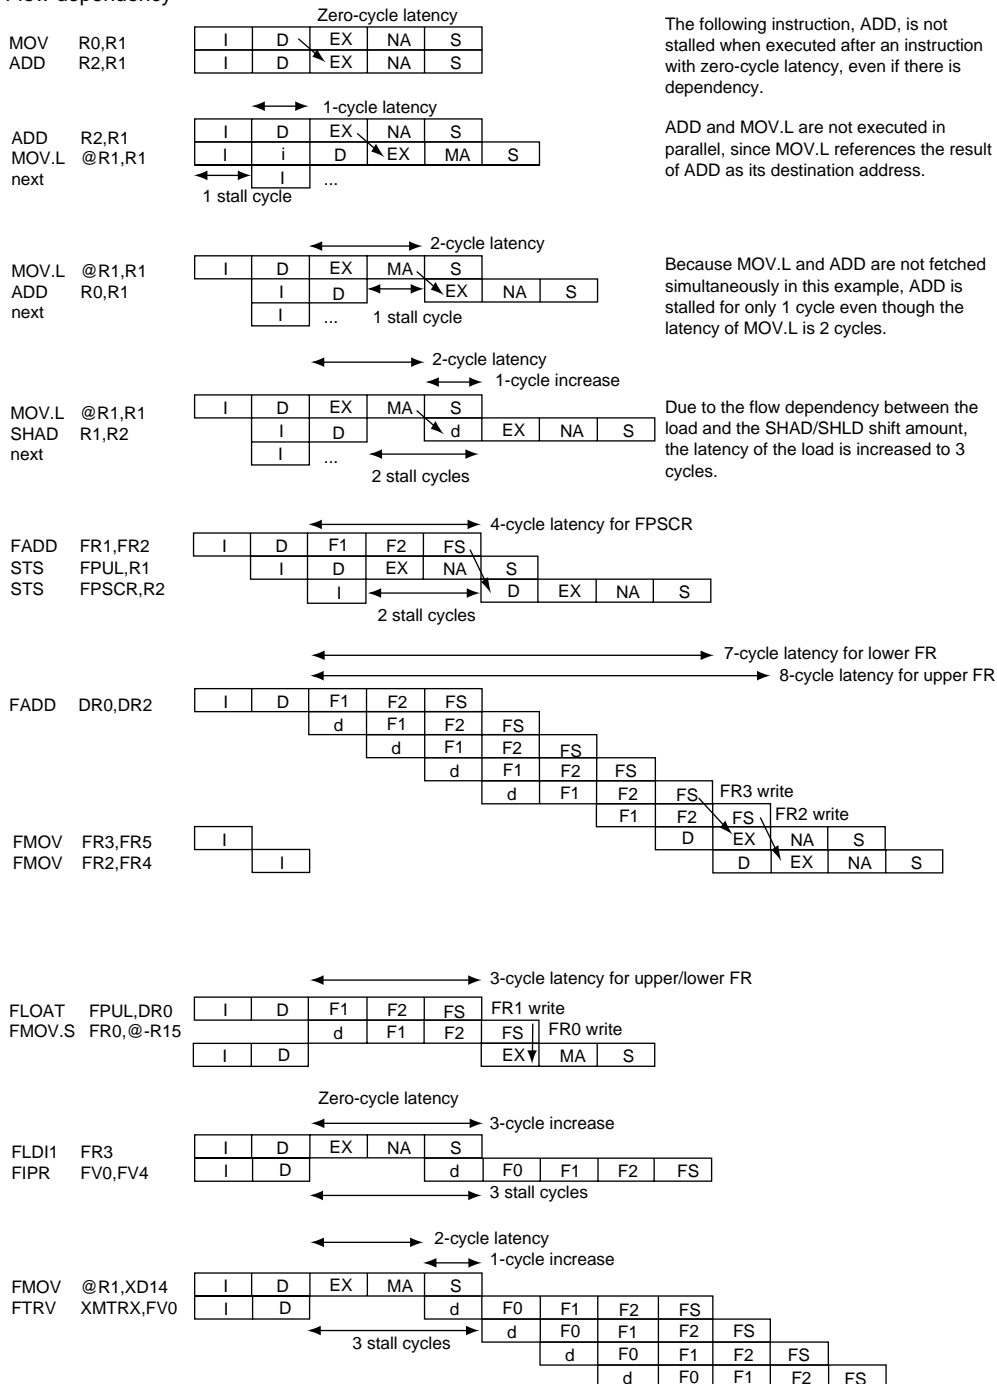 Zero-cycle latency
MOV R0,R1 I D EX NA S
ADD R2,R1 I D EX NA S
The following instruction, ADD, is not
stalled when executed after an instruction
with zero-cycle latency, even if there is
dependency.
1-cycle latency
ADD R2,R1 I D EX NA S
MOV.L @R1,R1 I i D EX MA S
next I ...
1 stall cycle
ADD and MOV.L are not executed in
parallel, since MOV.L references the result
of ADD as its destination address.
2-cycle latency
MOV.L @R1,R1 I D EX MA S
ADD R0,R1 I D EX NA S
next I ... 1 stall cycle
Because MOV.L and ADD are not fetched
simultaneously in this example, ADD is
stalled for only 1 cycle even though the
latency of MOV.L is 2 cycles.
2-cycle latency
1-cycle increase
MOV.L @R1,R1 I D EX MA S
SHAD R1,R2 I D d EX NA S
next I ...
2 stall cycles
Due to the flow dependency between the
load and the SHAD/SHLD shift amount,
the latency of the load is increased to 3
cycles.
4-cycle latency for FPSCR
FADD FR1,FR2 I D F1 F2 FS
STS FPUL,R1 I D EX NA S
STS FPSCR,R2 I D EX NA S
2 stall cycles
7-cycle latency for lower FR
8-cycle latency for upper FR
FADD DR0,DR2 I D F1 F2 FS
d F1 F2 FS
d F1 F2 FS
d F1 F2 FS
d F1 F2 FS FR3 write
F1 F2 FS FR2 write
FMOV FR3,FR5 I D EX NA S
FMOV FR2,FR4 I D EX NA S
3-cycle latency for upper/lower FR
FLOAT FPUL,DR0 I D F1 F2 FS FR1 write
FMOV.S FR0,@-R15 d F1 F2 FS FR0 write
I D EX MA S
Zero-cycle latency
3-cycle increase
FLDI1 FR3 I D EX NA S
FIPR FV0,FV4 I D d F0 F1 F2 FS
3 stall cycles
2-cycle latency
1-cycle increase
FMOV @R1,XD14 I D EX MA S
FTRV XMTRX,FV0 I D d F0 F1 F2 FS
3 stall cycles d F0 F1 F2 FS
d F0 F1 F2 FS
d F0 F1 F2 FS